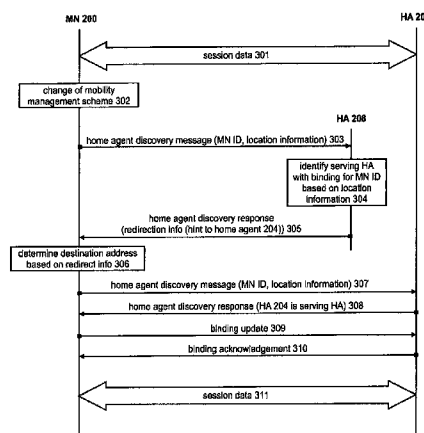 MN 200
HA 20
session data 301
change of mobility
management scheme 302
HA 208
home agent discovery message (MN ID, location information) 303
identify serving HA
with binding for MN ID
based on location
information 304
home agent discovery response
(redirection info (hint to home agent 204)) 305
determine destination address
based on redirect info 306
home agent discovery message (MN ID, location information) 307
home agent discovery response (HA 204 is serving HA) 308
binding update 309
binding acknowledgement 310
session data 311